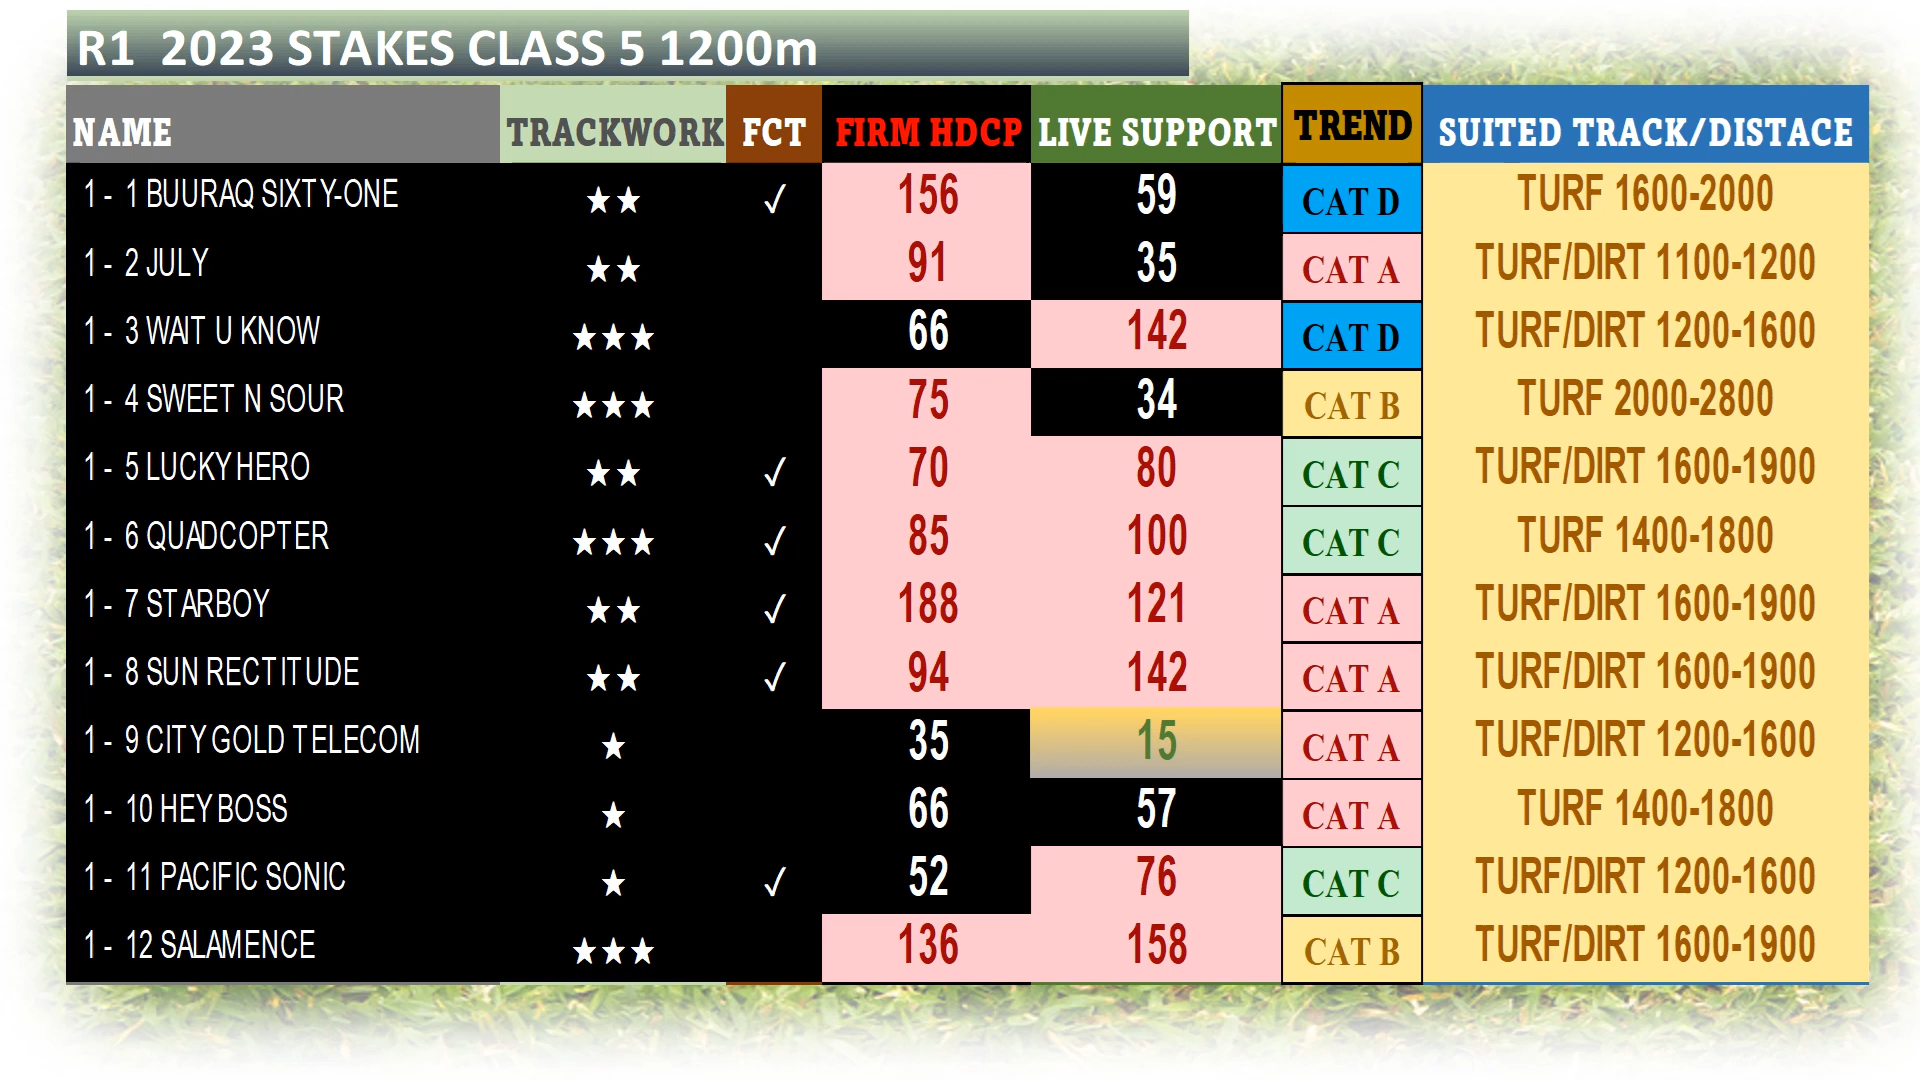 R1 2023 STAKES CLASS 5 1200m
NAME TRACKWORK FCT FIRM HDCP LIVE SUPPORT TREND SUITED TRACK/DISTACE
1 - 1 BUURAQ SIXTY-ONE ★★ ✓ 156 59 CAT D TURF 1600-2000
1 - 2 JULY ★★ 91 35 CAT A TURF/DIRT 1100-1200
1 - 3 WAIT U KNOW ★★★ 66 142 CAT D TURF/DIRT 1200-1600
1 - 4 SWEET N SOUR ★★★ 75 34 CAT B TURF 2000-2800
1 - 5 LUCKY HERO ★★ ✓ 70 80 CAT C TURF/DIRT 1600-1900
1 - 6 QUADCOPTER ★★★ ✓ 85 100 CAT C TURF 1400-1800
1 - 7 STARBOY ★★ ✓ 188 121 CAT A TURF/DIRT 1600-1900
1 - 8 SUN RECTITUDE ★★ ✓ 94 142 CAT A TURF/DIRT 1600-1900
1 - 9 CITY GOLD TELECOM ★ 35 15 CAT A TURF/DIRT 1200-1600
1 - 10 HEY BOSS ★ 66 57 CAT A TURF 1400-1800
1 - 11 PACIFIC SONIC ★ ✓ 52 76 CAT C TURF/DIRT 1200-1600
1 - 12 SALAMENCE ★★★ 136 158 CAT B TURF/DIRT 1600-1900